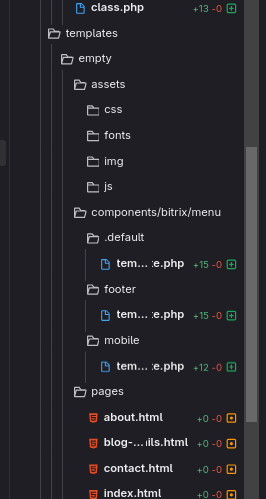 class.php +13 -0
templates
empty
assets
css
fonts
img
js
components/bitrix/menu
.default
tem... :e.php +15 -0
footer
tem... :e.php +15 -0
mobile
tem... :e.php +12 -0
pages
about.html +0 -0
blog-...ils.html +0 -0
contact.html +0 -0
index.html +0 -0